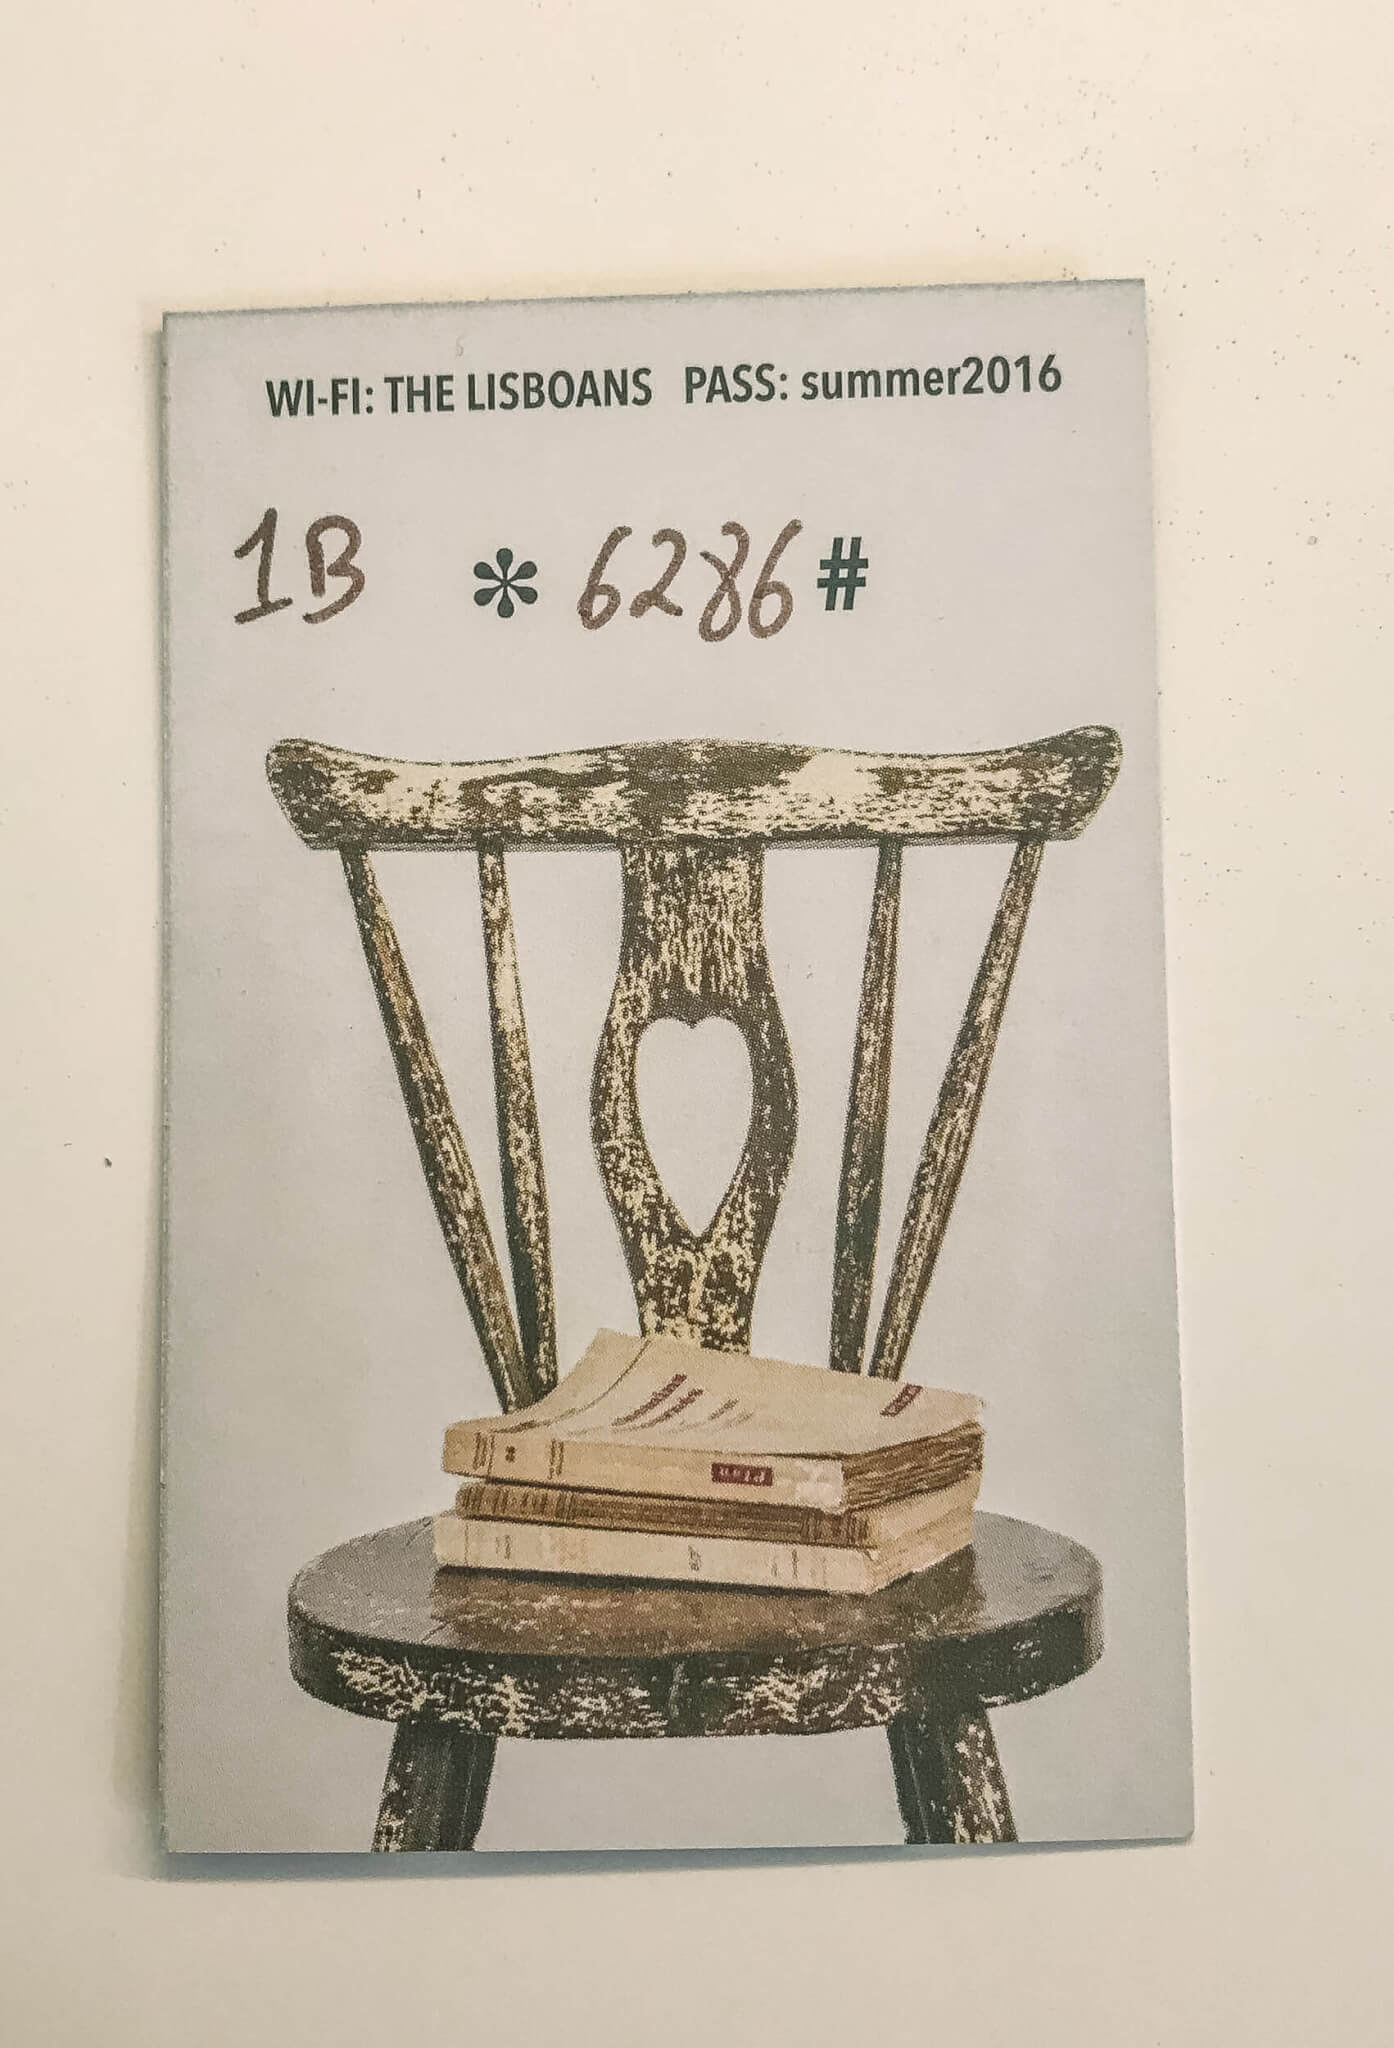 WI-FI: THE LISBOANS PASS: summer2016
1B * 6286#